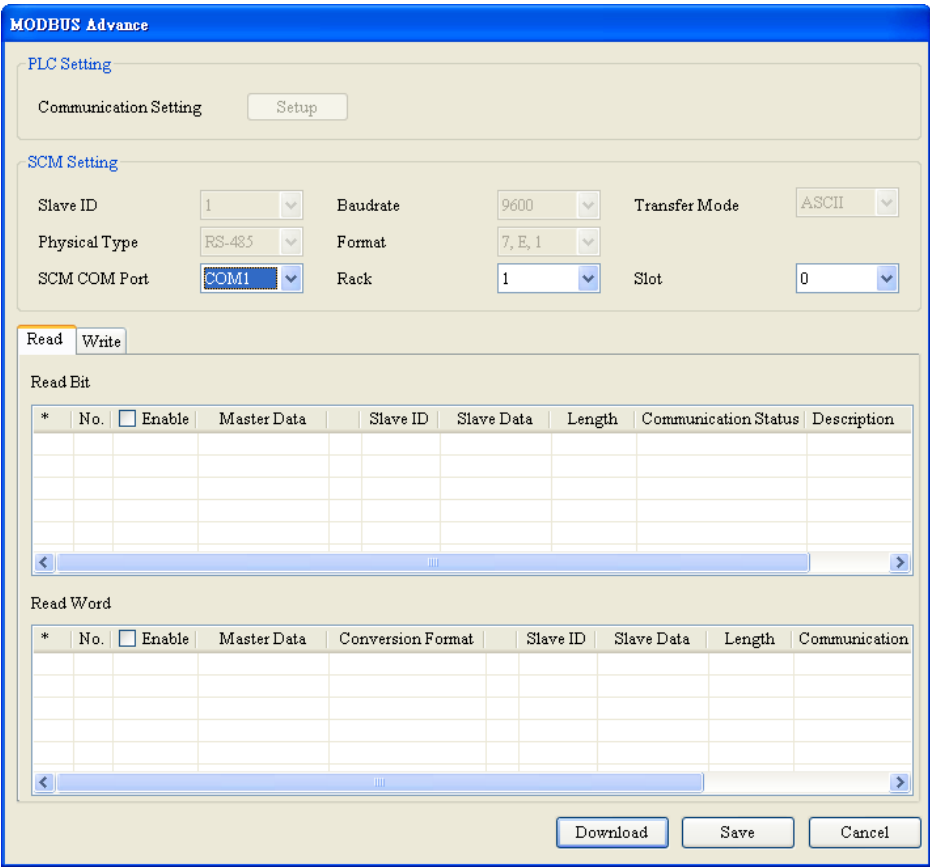 MODBUS Advance
PLC Setting
Communication Setting Setup
SCM Setting
Slave ID 1 Baudrate 9600 Transfer Mode ASCII
Physical Type RS-485 Format 7, E, 1
SCM COM Port COM1 Rack 1 Slot 0
Read Write
Read Bit
* No. Enable Master Data Slave ID Slave Data Length Communication Status Description
Read Word
* No. Enable Master Data Conversion Format Slave ID Slave Data Length Communication
Download Save Cancel